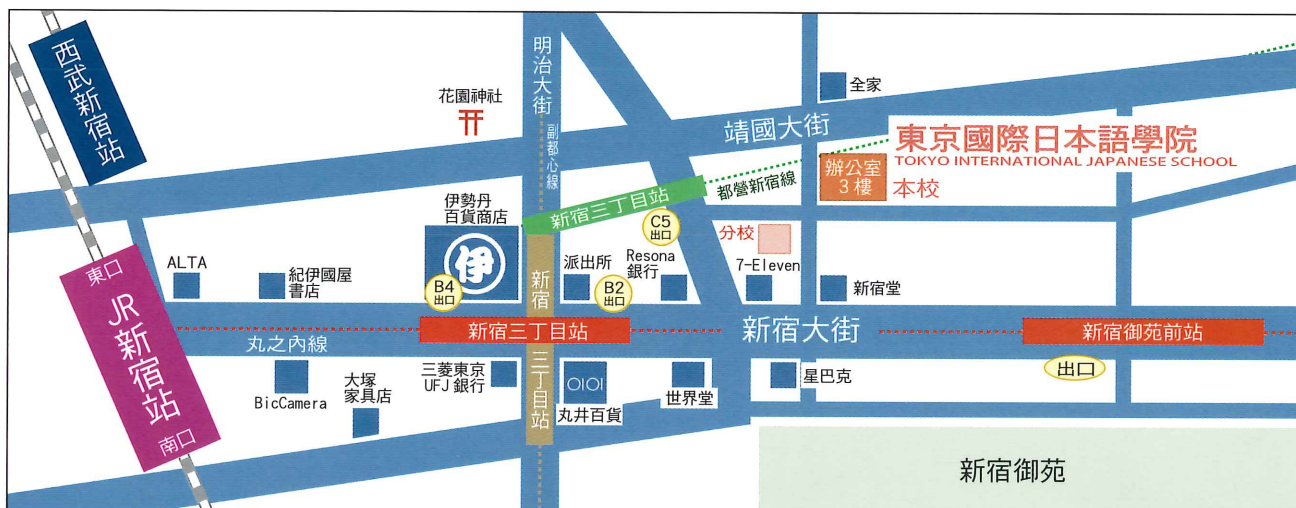 西武新宿站
東口
JR新宿站
南口
ALTA
紀伊國屋
書店
丸之內線
BicCamera
大塚
家具店
花園神社
伊勢丹
百貨商店
伊
B4
出口
新宿三丁目站
三菱東京
UFJ 銀行
明治大街
副都心線
新宿三丁目站
新宿
三丁目站
派出所
B2
出口
Resona
銀行
C5
出口
OIOI
丸井百貨
世界堂
都營新宿線
靖國大街
全家
東京國際日本語學院
TOKYO INTERNATIONAL JAPANESE SCHOOL
辦公室
3 樓
本校
分校
7-Eleven
新宿堂
新宿大街
星巴克
新宿御苑前站
出口
新宿御苑